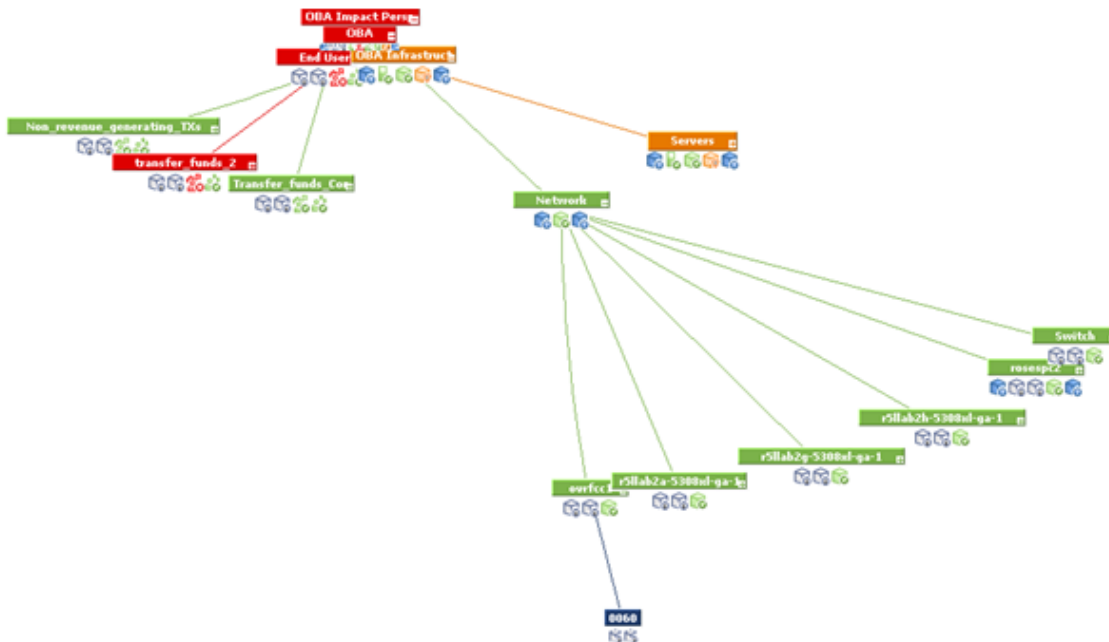 OBA Impact Pers
OBA
End User
OBA Infrastruct
Non_revenue_generating_TXs
Servers
transfer_funds_2
Transfer_funds_Co
Network
Switch
rosespc2
r5llab2h-5308xl-ga-1
r5llab2g-5308xl-ga-1
r5llab2a-5308xl-ga-1
ovrfcc1
0060